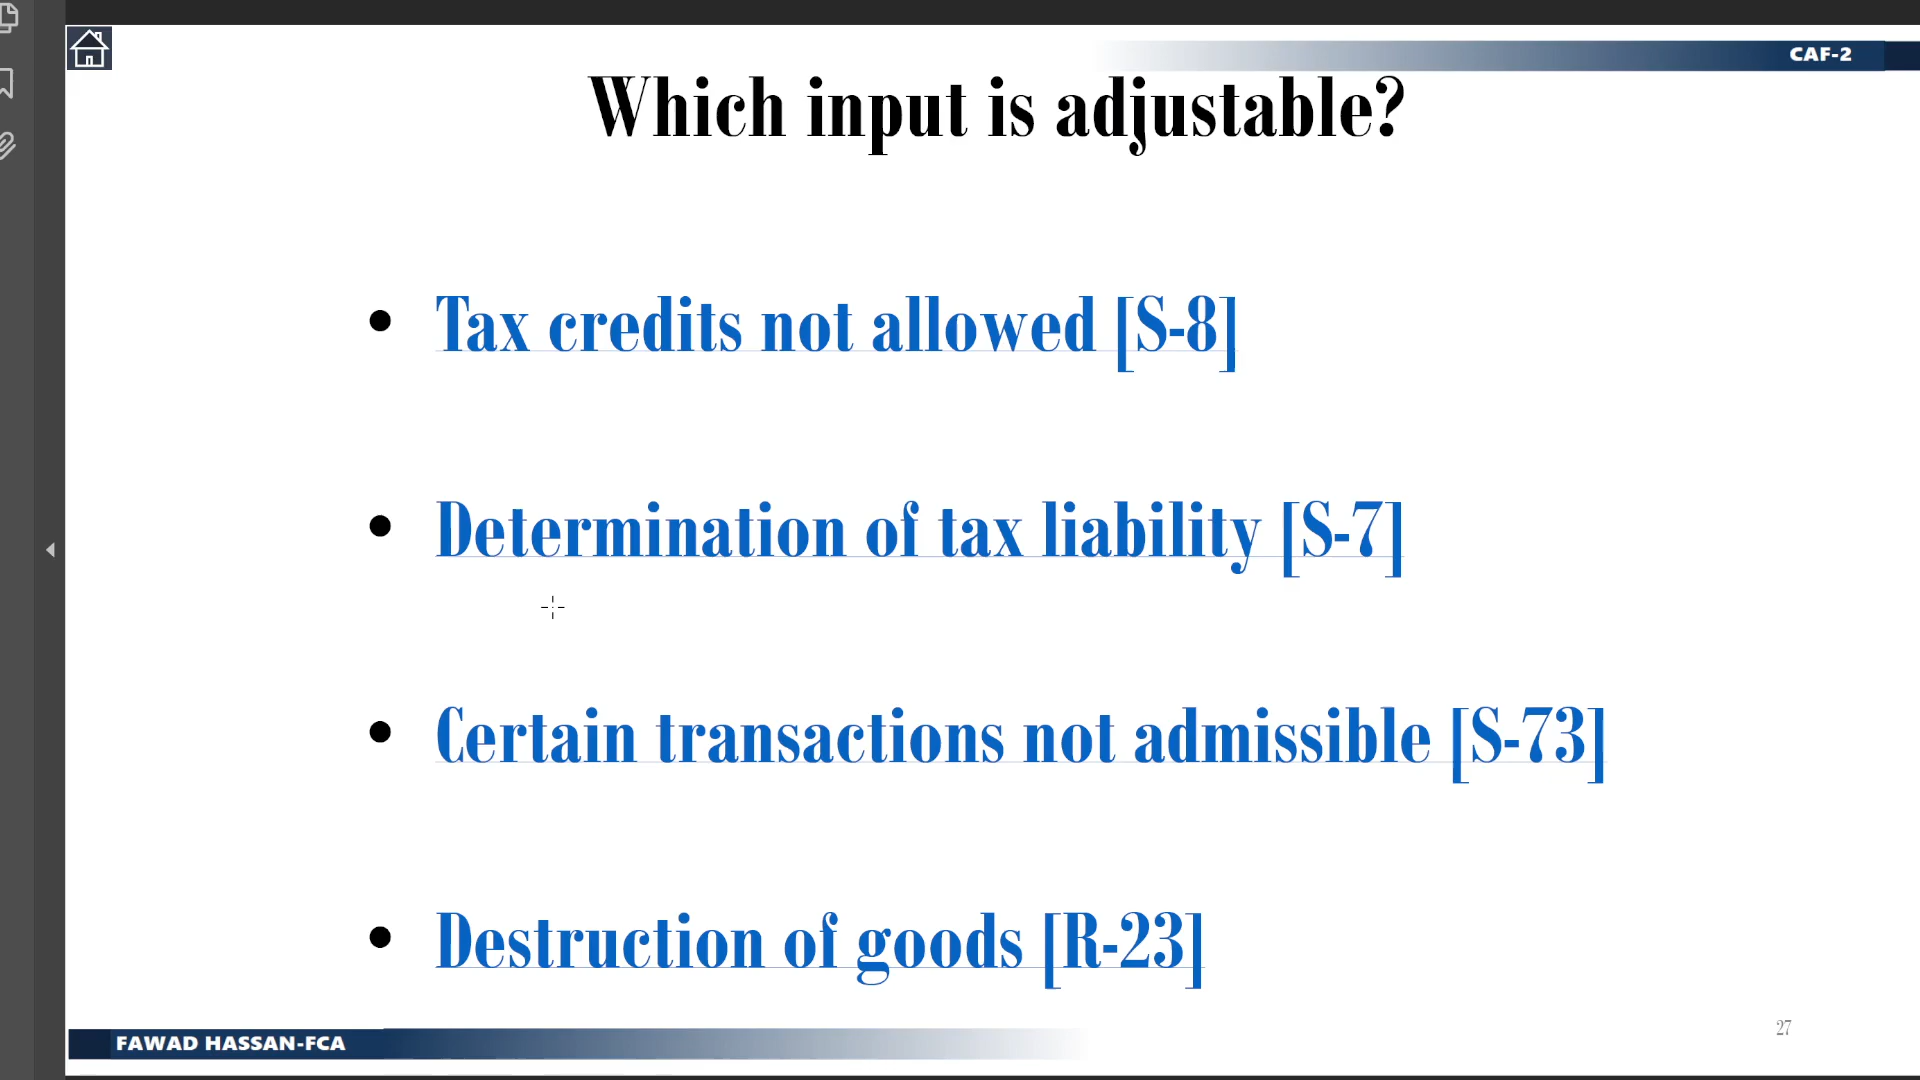 CAF-2
Which input is adjustable?
• Tax credits not allowed [S-8]
• Determination of tax liability [S-7]
• Certain transactions not admissible [S-73]
• Destruction of goods [R-23]
27
FAWAD HASSAN-FCA